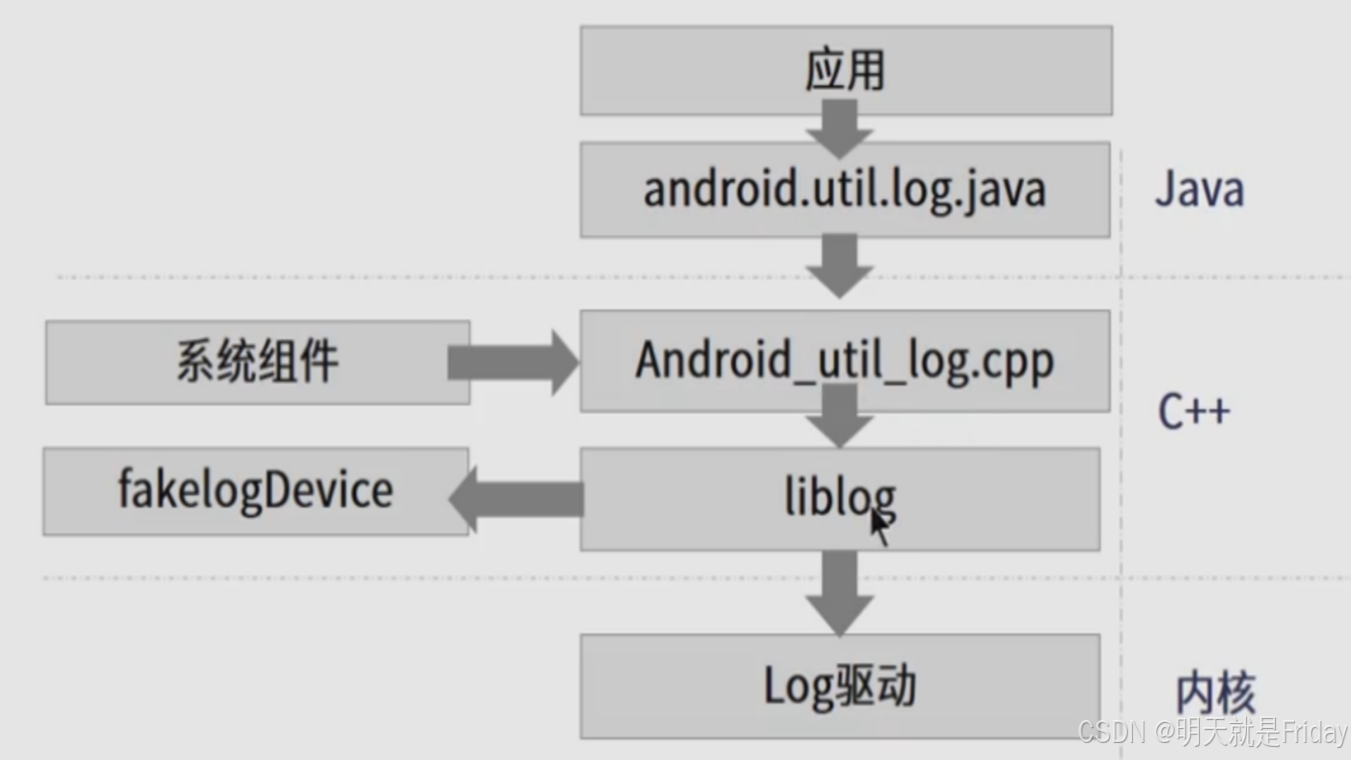 应用
android.util.log.java
Java
系统组件
Android_util_log.cpp
C++
fakelogDevice
liblog
Log驱动
内核
CSDN @明天就是Friday